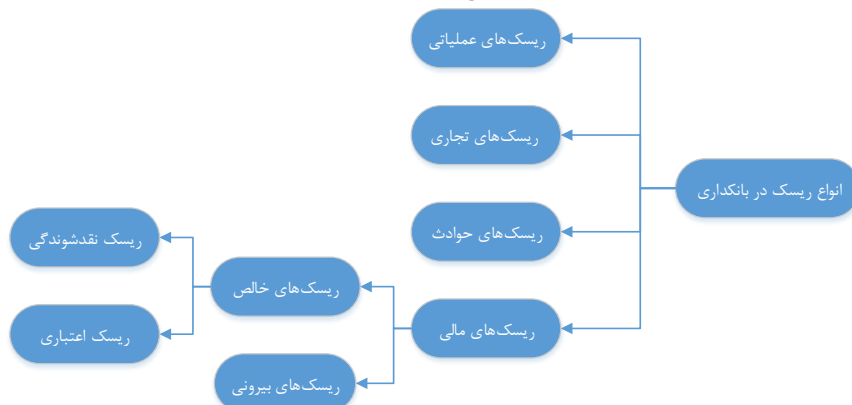 انواع ریسک در بانکداری
ریسک‌های عملیاتی
ریسک‌های تجاری
ریسک‌های حوادث
ریسک‌های مالی
ریسک‌های خالص
ریسک‌های بیرونی
ریسک نقدشوندگی
ریسک اعتباری